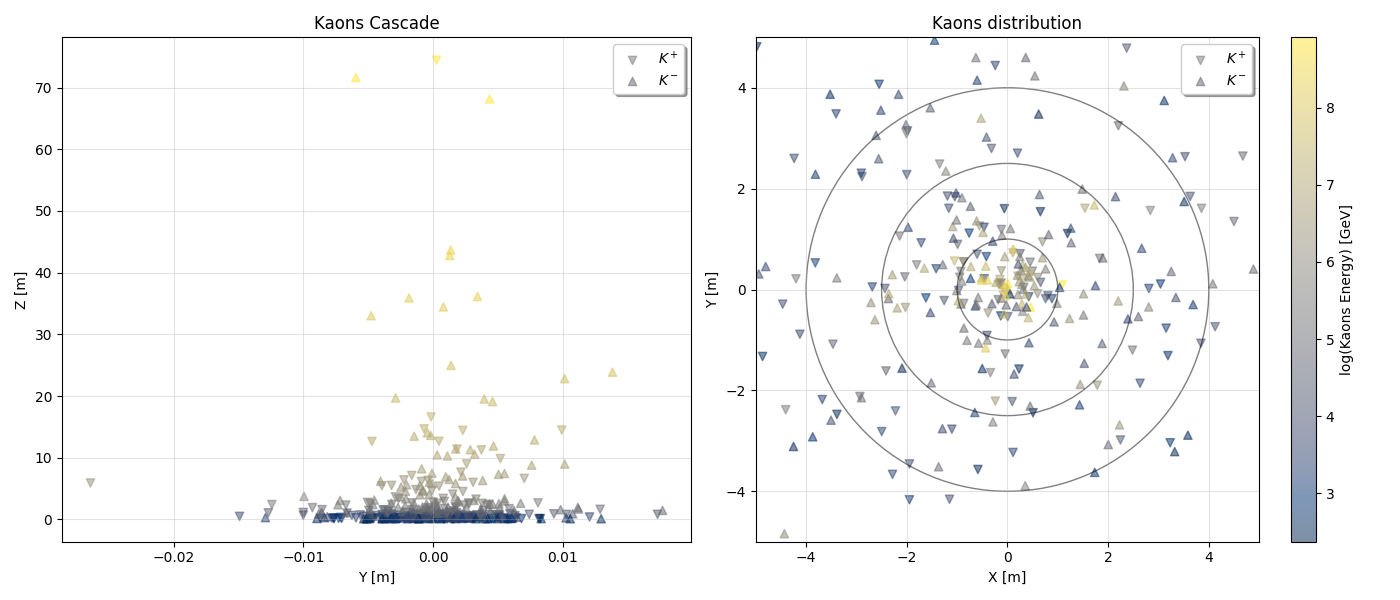 Kaons Cascade
K+
K−
70
60
50
40
30
20
10
0
Z [m]
−0.02
−0.01
0.00
0.01
Y [m]
Kaons distribution
K+
K−
4
2
0
−2
−4
Y [m]
−4
−2
0
2
4
X [m]
8
7
6
5
4
3
log(Kaons Energy) [GeV]